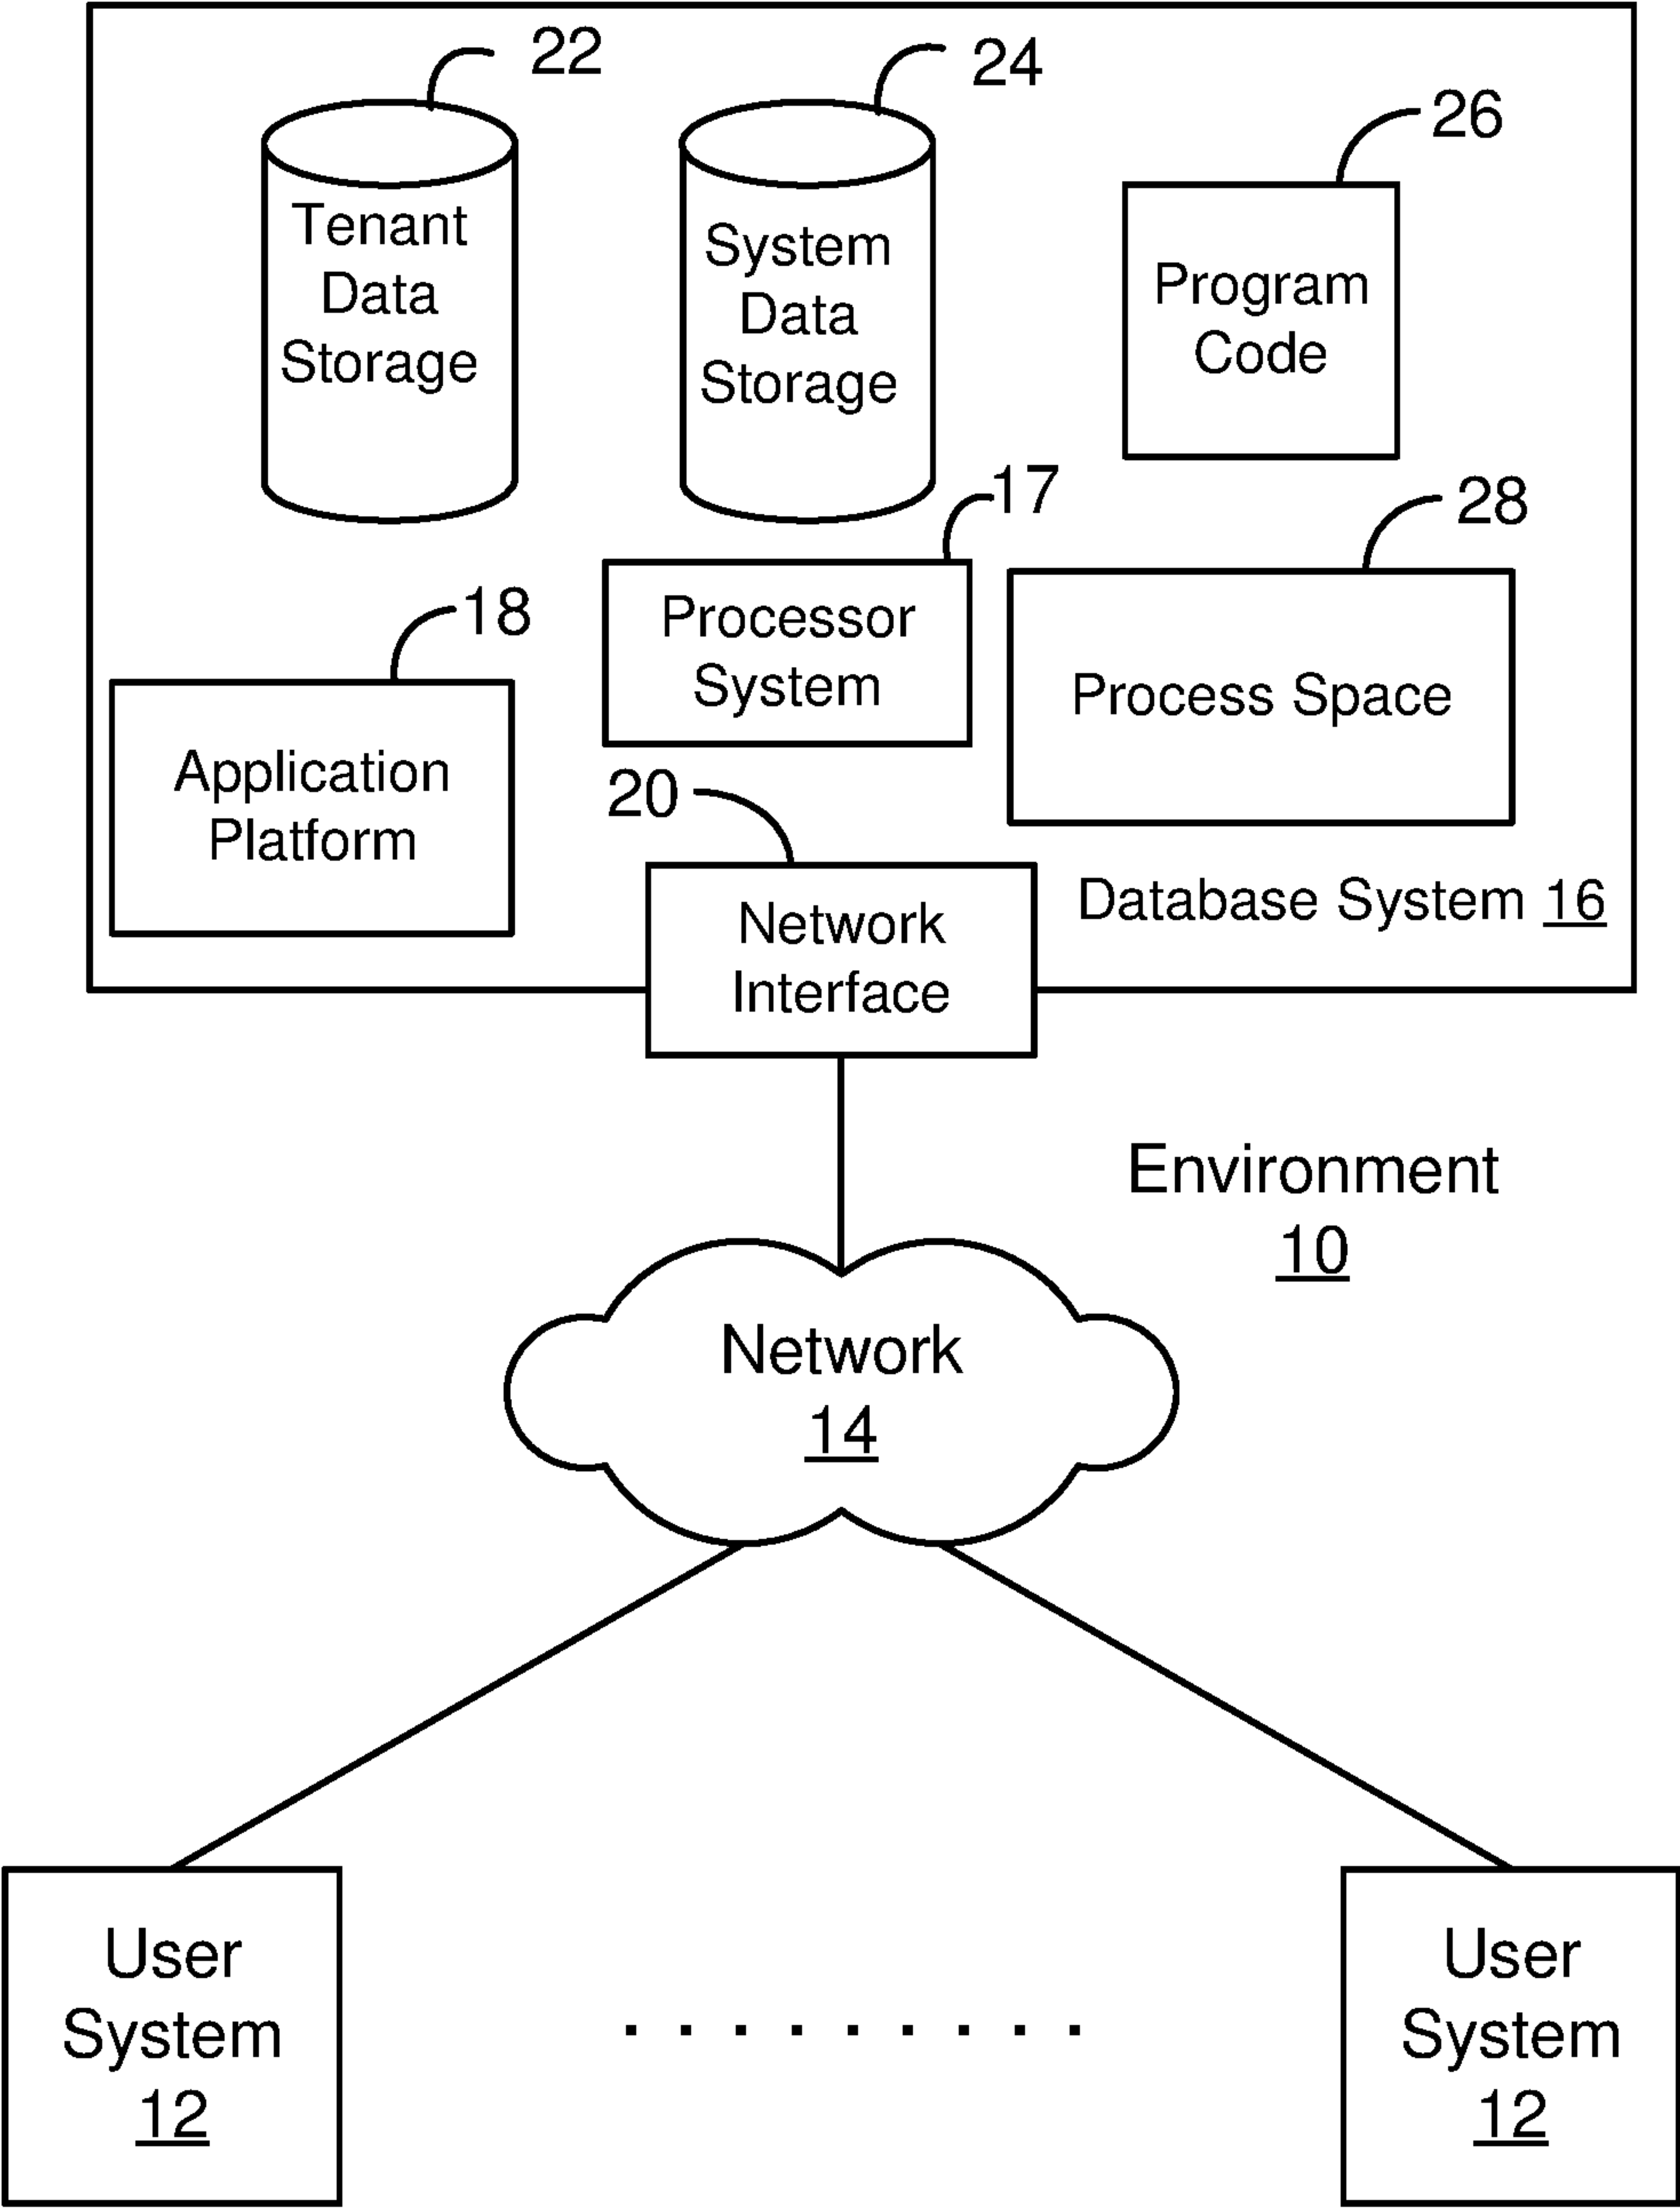 22
24
26
Tenant
Data
Storage
System
Data
Storage
Program
Code
17
28
18
Processor
System
Process Space
Application
Platform
20
Network
Interface
Database System 16
Environment
10
Network
14
User
System
12
. . . . . . . . .
User
System
12